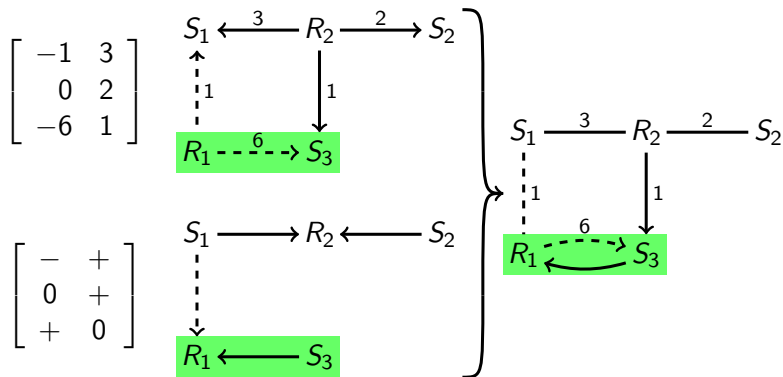 −1 3
0 2
−6 1
S1 3 R2 2 S2
1 1
R1 6 S3
− +
0 +
+ 0
S1 R2 S2
R1 S3
S1 3 R2 2 S2
1 1
6
R1 S3